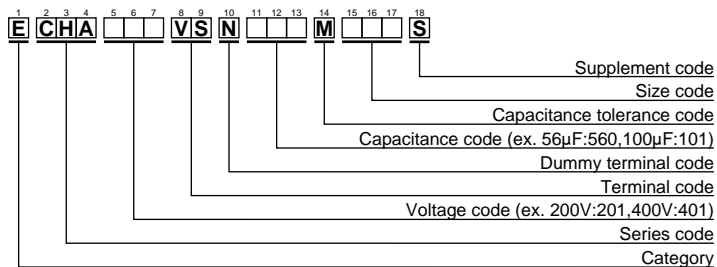 1 2 3 4 5 6 7 8 9 10 11 12 13 14 15 16 17 18
E C H A V S N M S
Supplement code
Size code
Capacitance tolerance code
Capacitance code (ex. 56µF:560,100µF:101)
Dummy terminal code
Terminal code
Voltage code (ex. 200V:201,400V:401)
Series code
Category